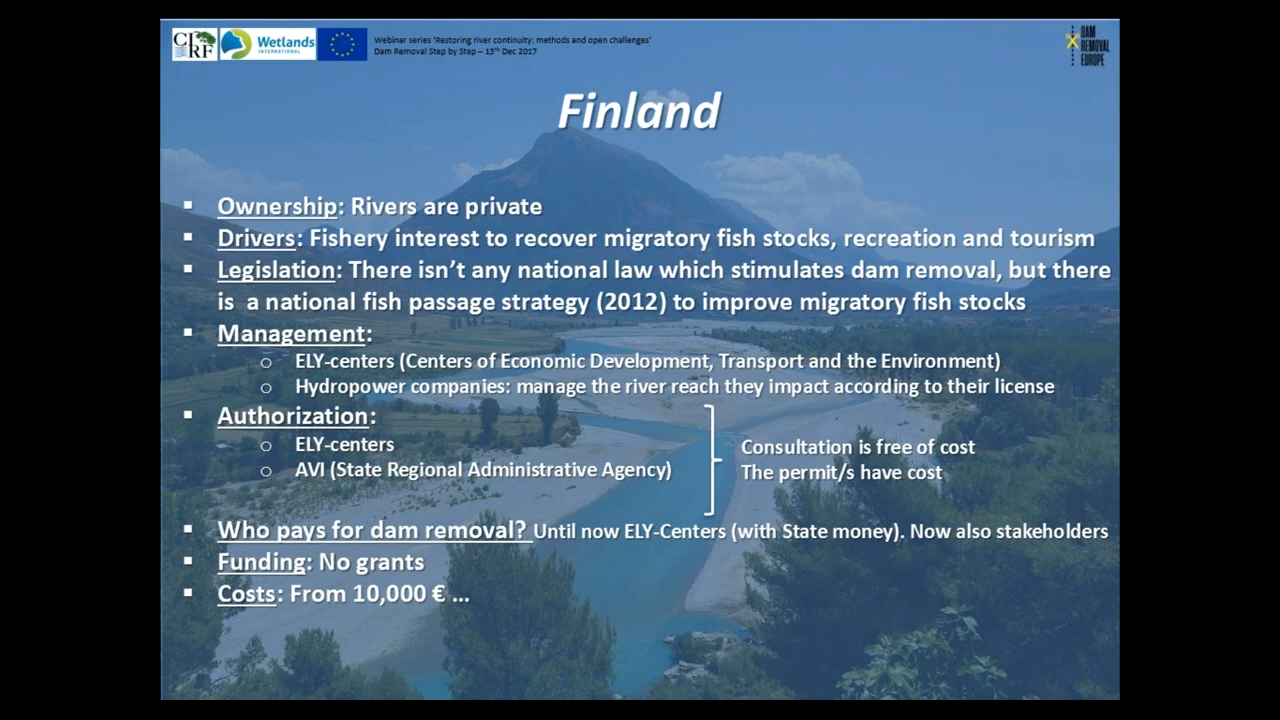 CIRF
Wetlands
INTERNATIONAL
Webinar series 'Restoring river continuity: methods and open challenges'
Dam Removal Step by Step – 13th Dec 2017
DAM
REMOVAL
EUROPE
Finland
▪ Ownership: Rivers are private
▪ Drivers: Fishery interest to recover migratory fish stocks, recreation and tourism
▪ Legislation: There isn't any national law which stimulates dam removal, but there
is a national fish passage strategy (2012) to improve migratory fish stocks
▪ Management:
o ELY-centers (Centers of Economic Development, Transport and the Environment)
o Hydropower companies: manage the river reach they impact according to their license
▪ Authorization:
o ELY-centers
o AVI (State Regional Administrative Agency)
Consultation is free of cost
The permit/s have cost
▪ Who pays for dam removal? Until now ELY-Centers (with State money). Now also stakeholders
▪ Funding: No grants
▪ Costs: From 10,000 € ...